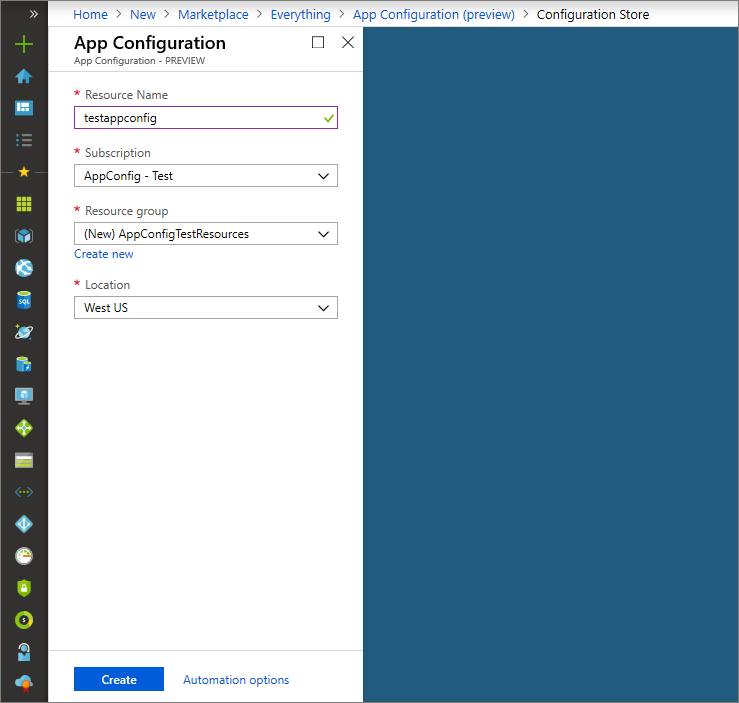 Home > New > Marketplace > Everything > App Configuration (preview) > Configuration Store
App Configuration
App Configuration - PREVIEW
* Resource Name
testappconfig
* Subscription
AppConfig - Test
* Resource group
(New) AppConfigTestResources
Create new
* Location
West US
SQL
Create
Automation options